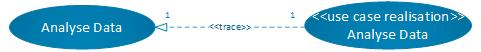 Analyse Data
1
<<trace>>
1
<<use case realisation>>
Analyse Data